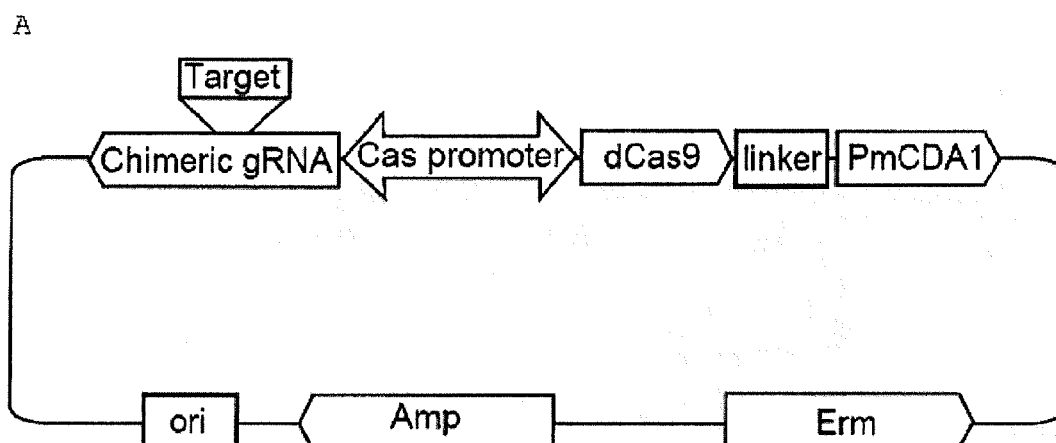 A
Target
Chimeric gRNA
Cas promoter
dCas9
linker
PmCDA1
ori
Amp
Erm